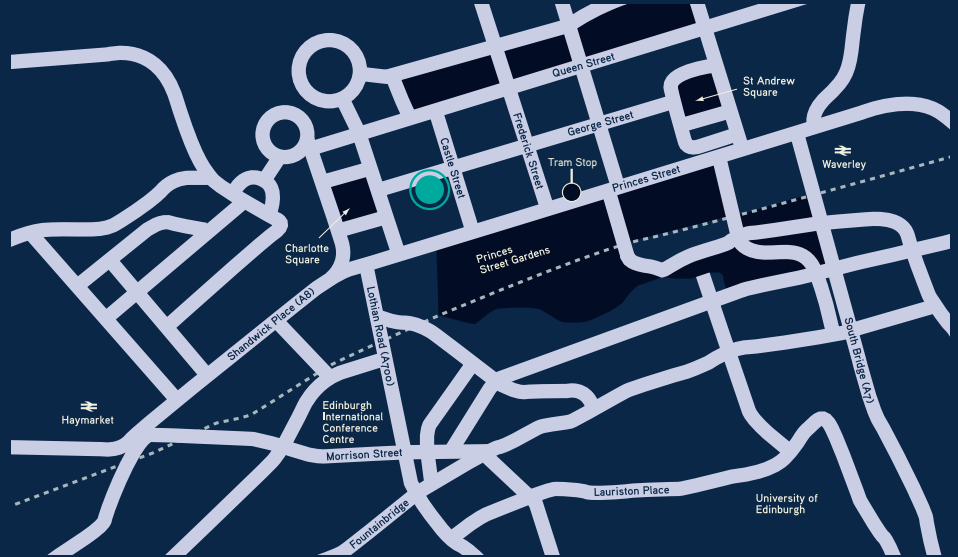 Queen Street
St Andrew
Square
George Street
Frederick Street
Castle Street
Tram Stop
Princes Street
Waverley
Charlotte
Square
Princes
Street Gardens
Shandwick Place (A8)
Lothian Road (A700)
South Bridge (A7)
Haymarket
Edinburgh
International
Conference
Centre
Morrison Street
Lauriston Place
University of
Edinburgh
Fountainbridge